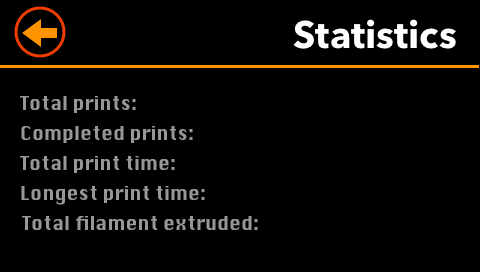 Statistics
Total prints:
Completed prints:
Total print time:
Longest print time:
Total filament extruded: